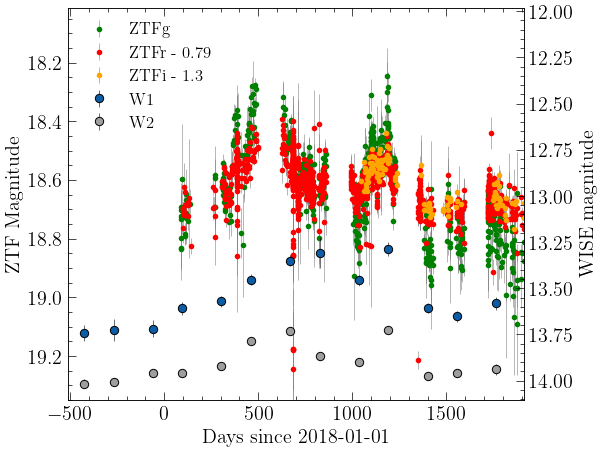 ZTFg
ZTFr - 0.79
ZTFi - 1.3
W1
W2
18.2
18.4
18.6
18.8
19.0
19.2
ZTF Magnitude
12.00
12.25
12.50
12.75
13.00
13.25
13.50
13.75
14.00
WISE magnitude
−500
0
500
1000
1500
Days since 2018-01-01